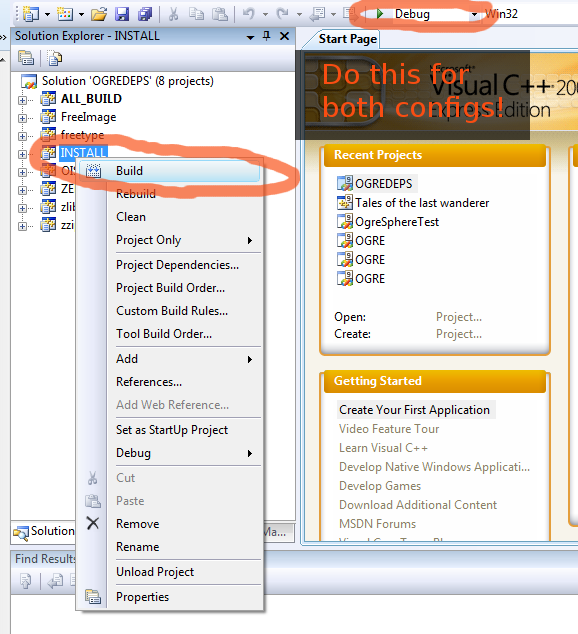 Debug
Win32
Solution Explorer - INSTALL
Start Page
Do this for
both configs!
Microsoft
Visual C++ 200
Express Edition
Solution 'OGREDEPS' (8 projects)
ALL_BUILD
FreeImage
freetype
INSTALL
OIS
ZE
zlib
zzi
Build
Rebuild
Clean
Project Only
Project Dependencies...
Project Build Order...
Custom Build Rules...
Tool Build Order...
Add
References...
Add Web Reference...
Set as StartUp Project
Debug
Cut
Paste
Remove
Rename
Unload Project
Properties
Recent Projects
OGREDEPS
Tales of the last wanderer
OgreSphereTest
OGRE
OGRE
OGRE
Open: Project...
Create: Project...
Getting Started
Create Your First Application
Video Feature Tour
Learn Visual C++
Develop Native Windows Applicati...
Develop Games
Download Additional Content
MSDN Forums
Solution
Ma...
Find Results